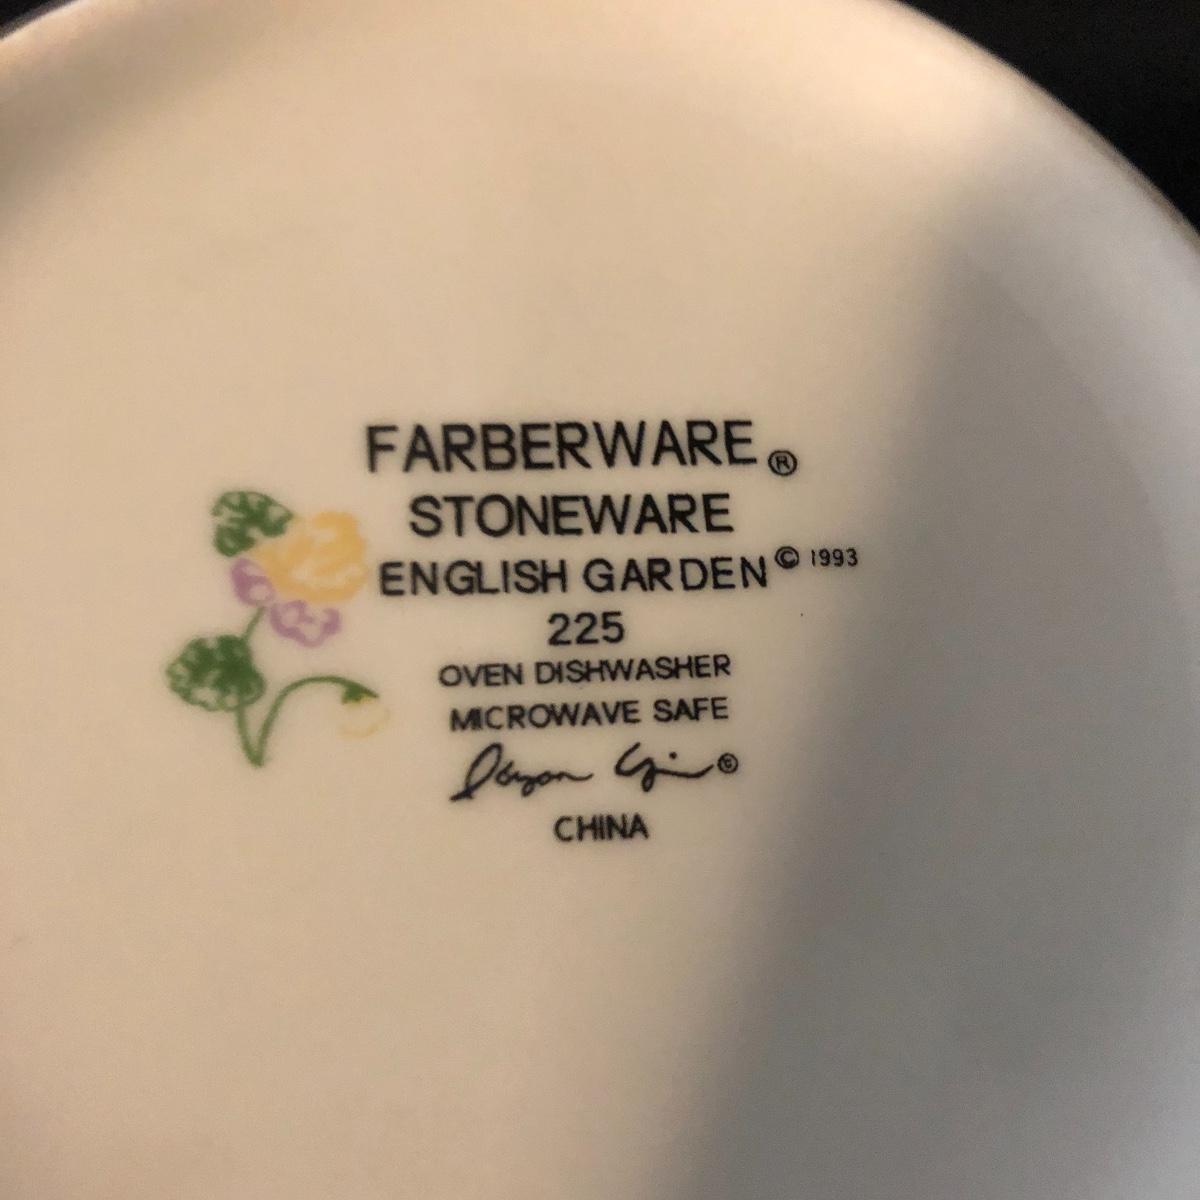 FARBERWARE®
STONEWARE
ENGLISH GARDEN © 1993
225
OVEN DISHWASHER
MICROWAVE SAFE
©
CHINA